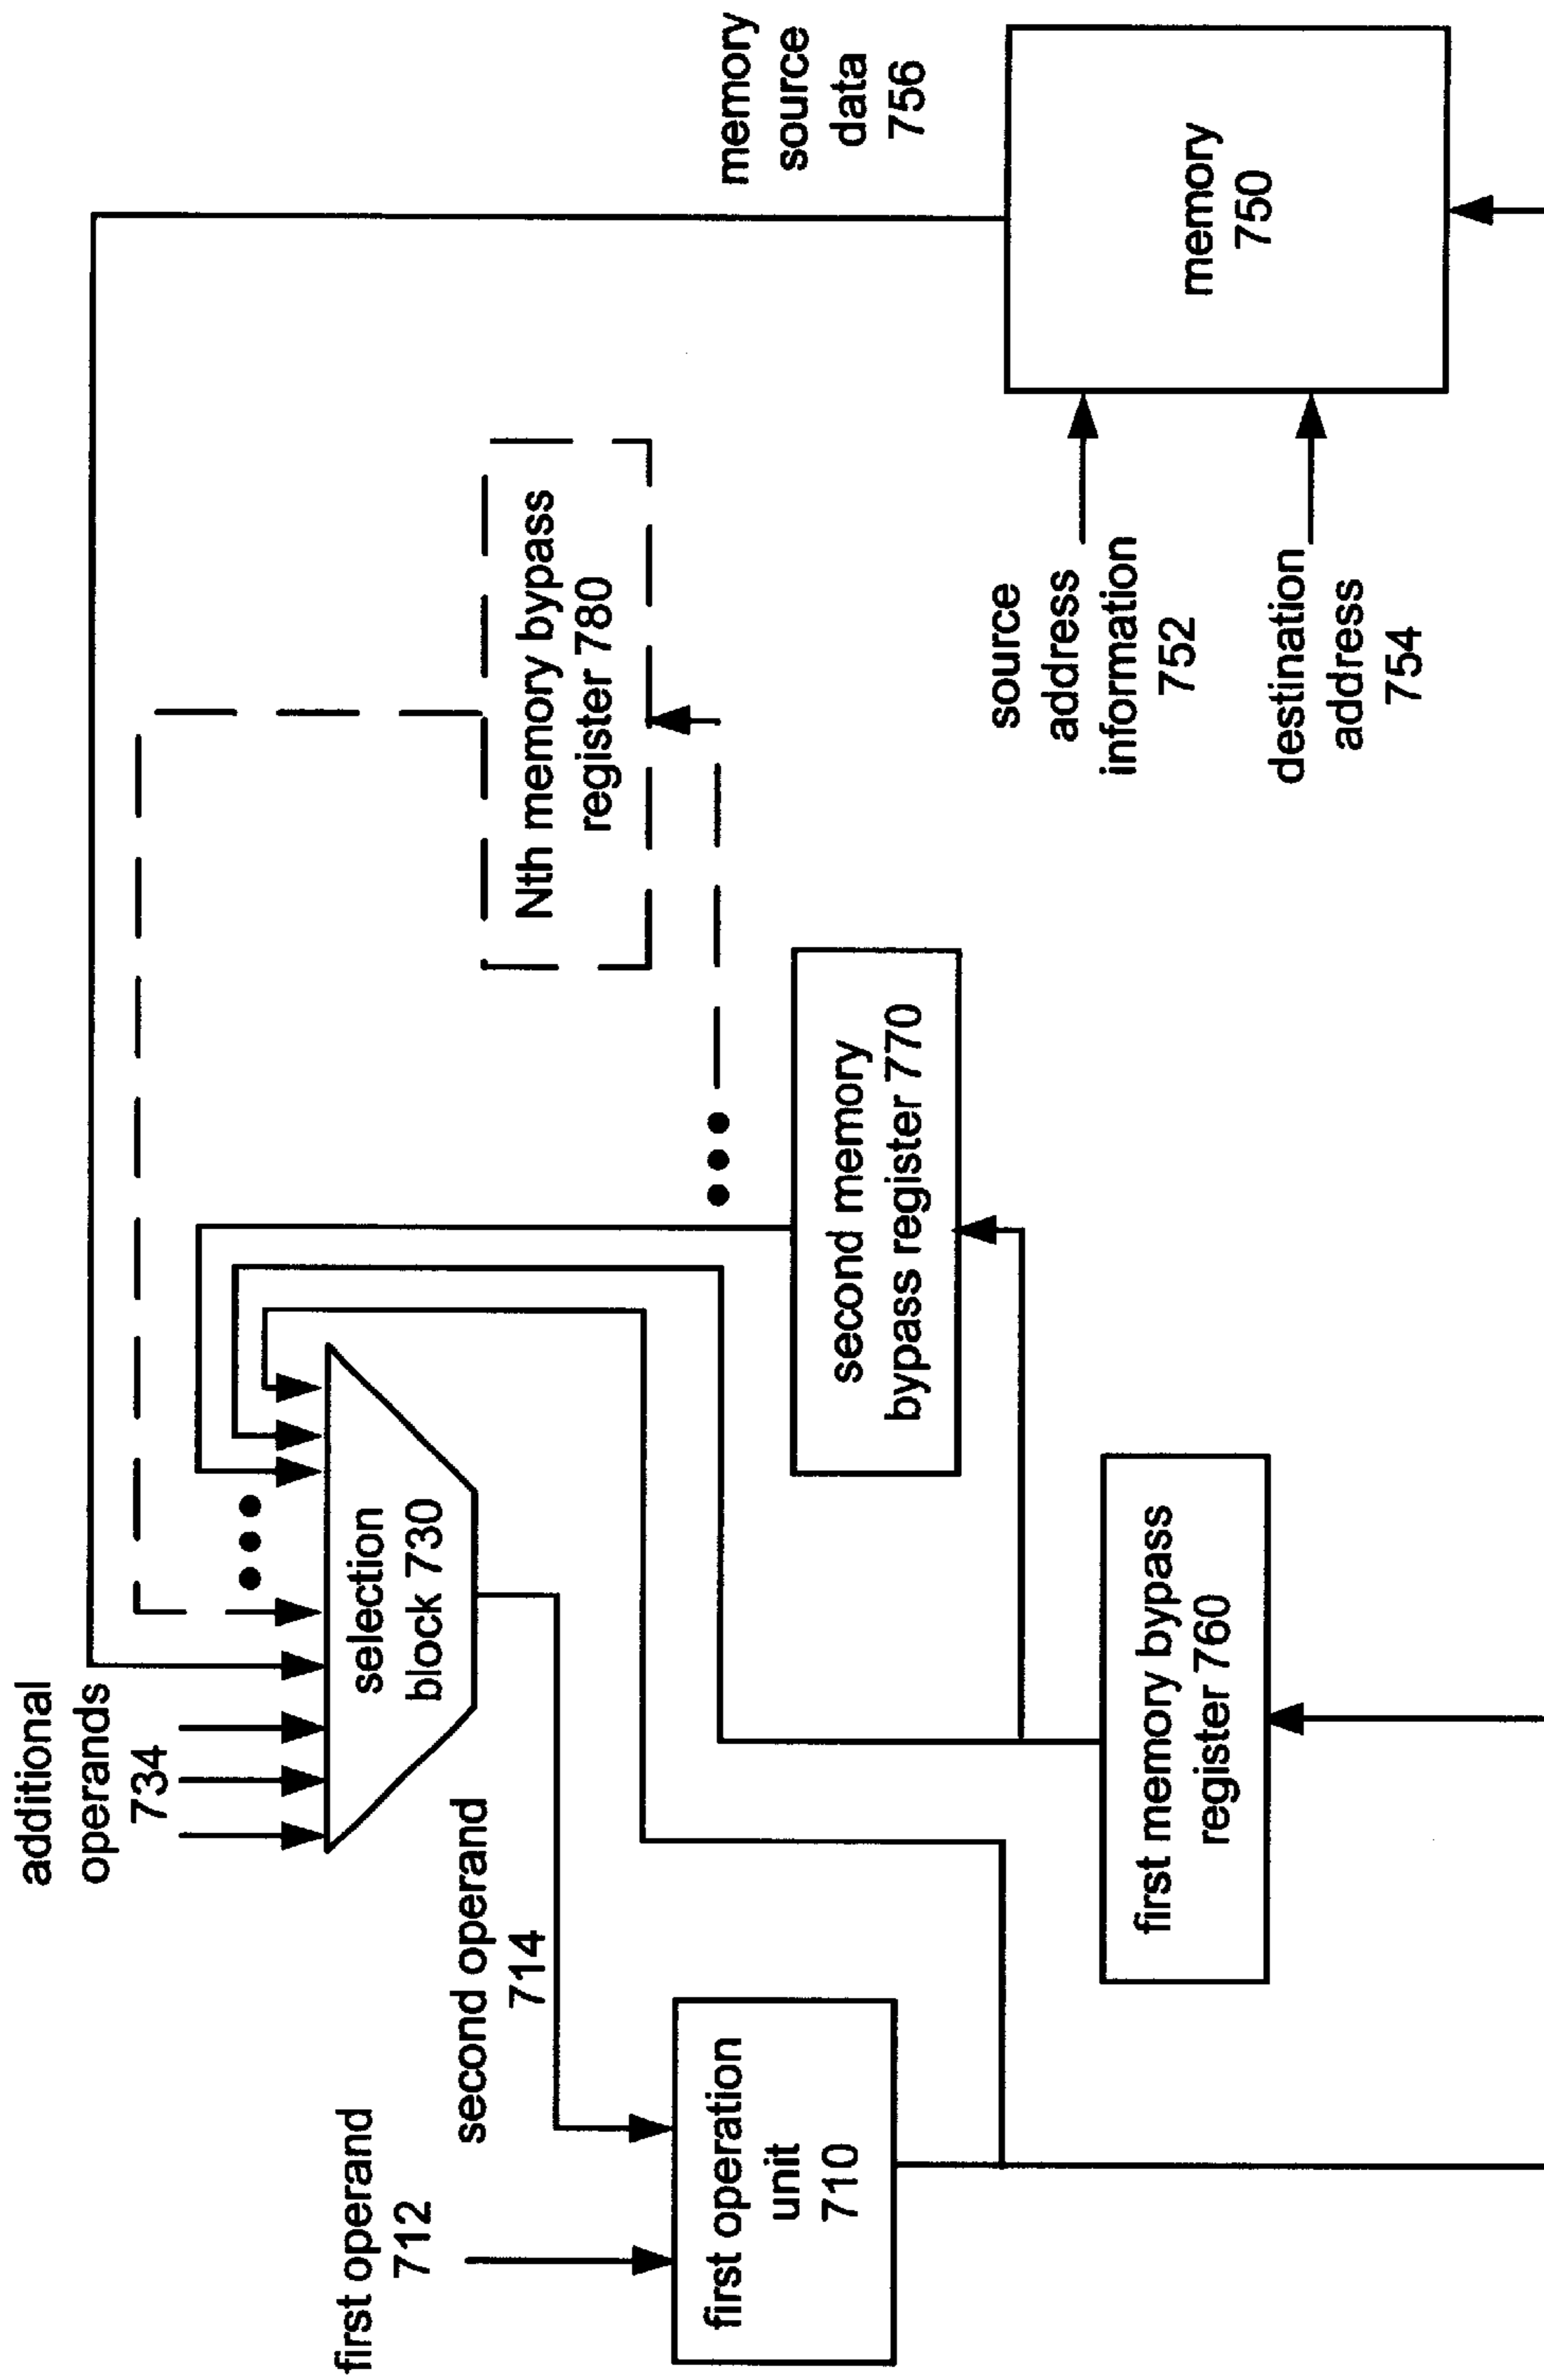 additional
operands
734
first operand
712
second operand
714
selection
block 730
first operation
unit
710
first memory bypass
register 760
second memory
bypass register 770
Nth memory bypass
register 780
memory
source
data
756
source
address
information
752
destination
address
754
memory
750